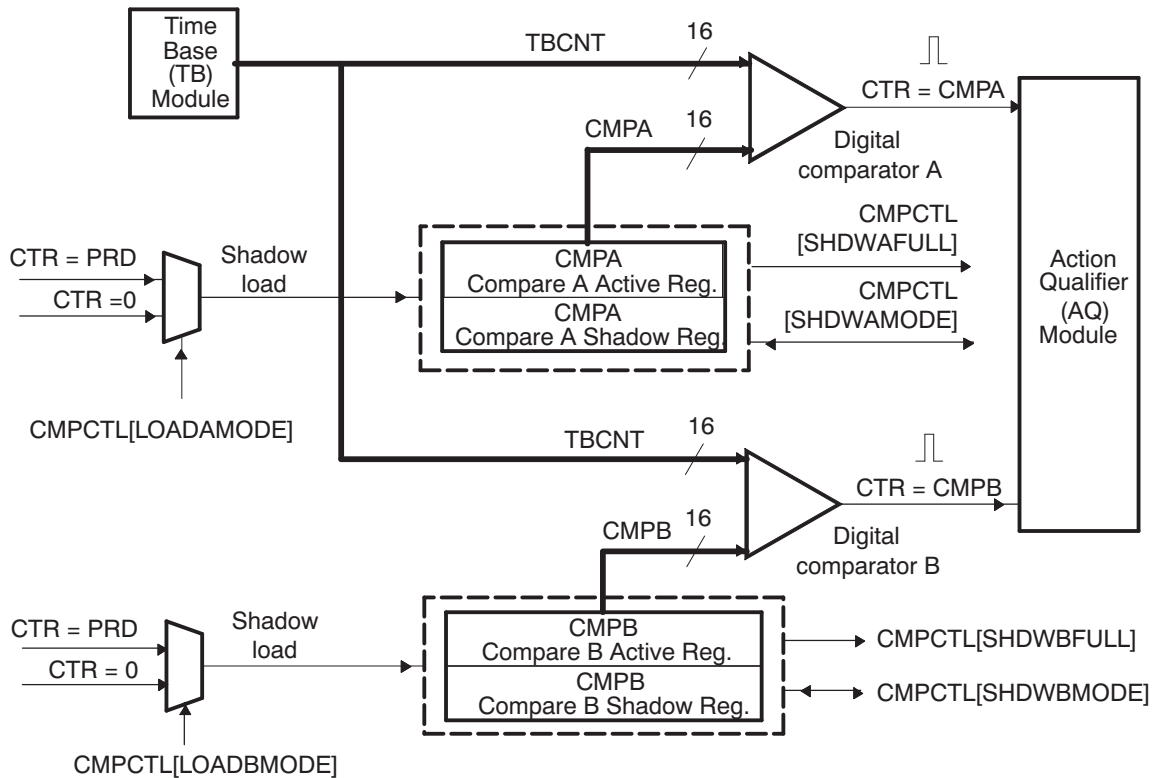 Time
Base
(TB)
Module
TBCNT
16
CTR = CMPA
16
CMPA
Digital
comparator A
CMPCTL
[SHDWAFULL]
CMPCTL
[SHDWAMODE]
CTR = PRD
CTR =0
Shadow
load
CMPA
Compare A Active Reg.
CMPA
Compare A Shadow Reg.
Action
Qualifier
(AQ)
Module
CMPCTL[LOADAMODE]
TBCNT
16
CTR = CMPB
16
CMPB
Digital
comparator B
CTR = PRD
CTR = 0
Shadow
load
CMPB
Compare B Active Reg.
CMPB
Compare B Shadow Reg.
CMPCTL[SHDWBFULL]
CMPCTL[SHDWBMODE]
CMPCTL[LOADBMODE]